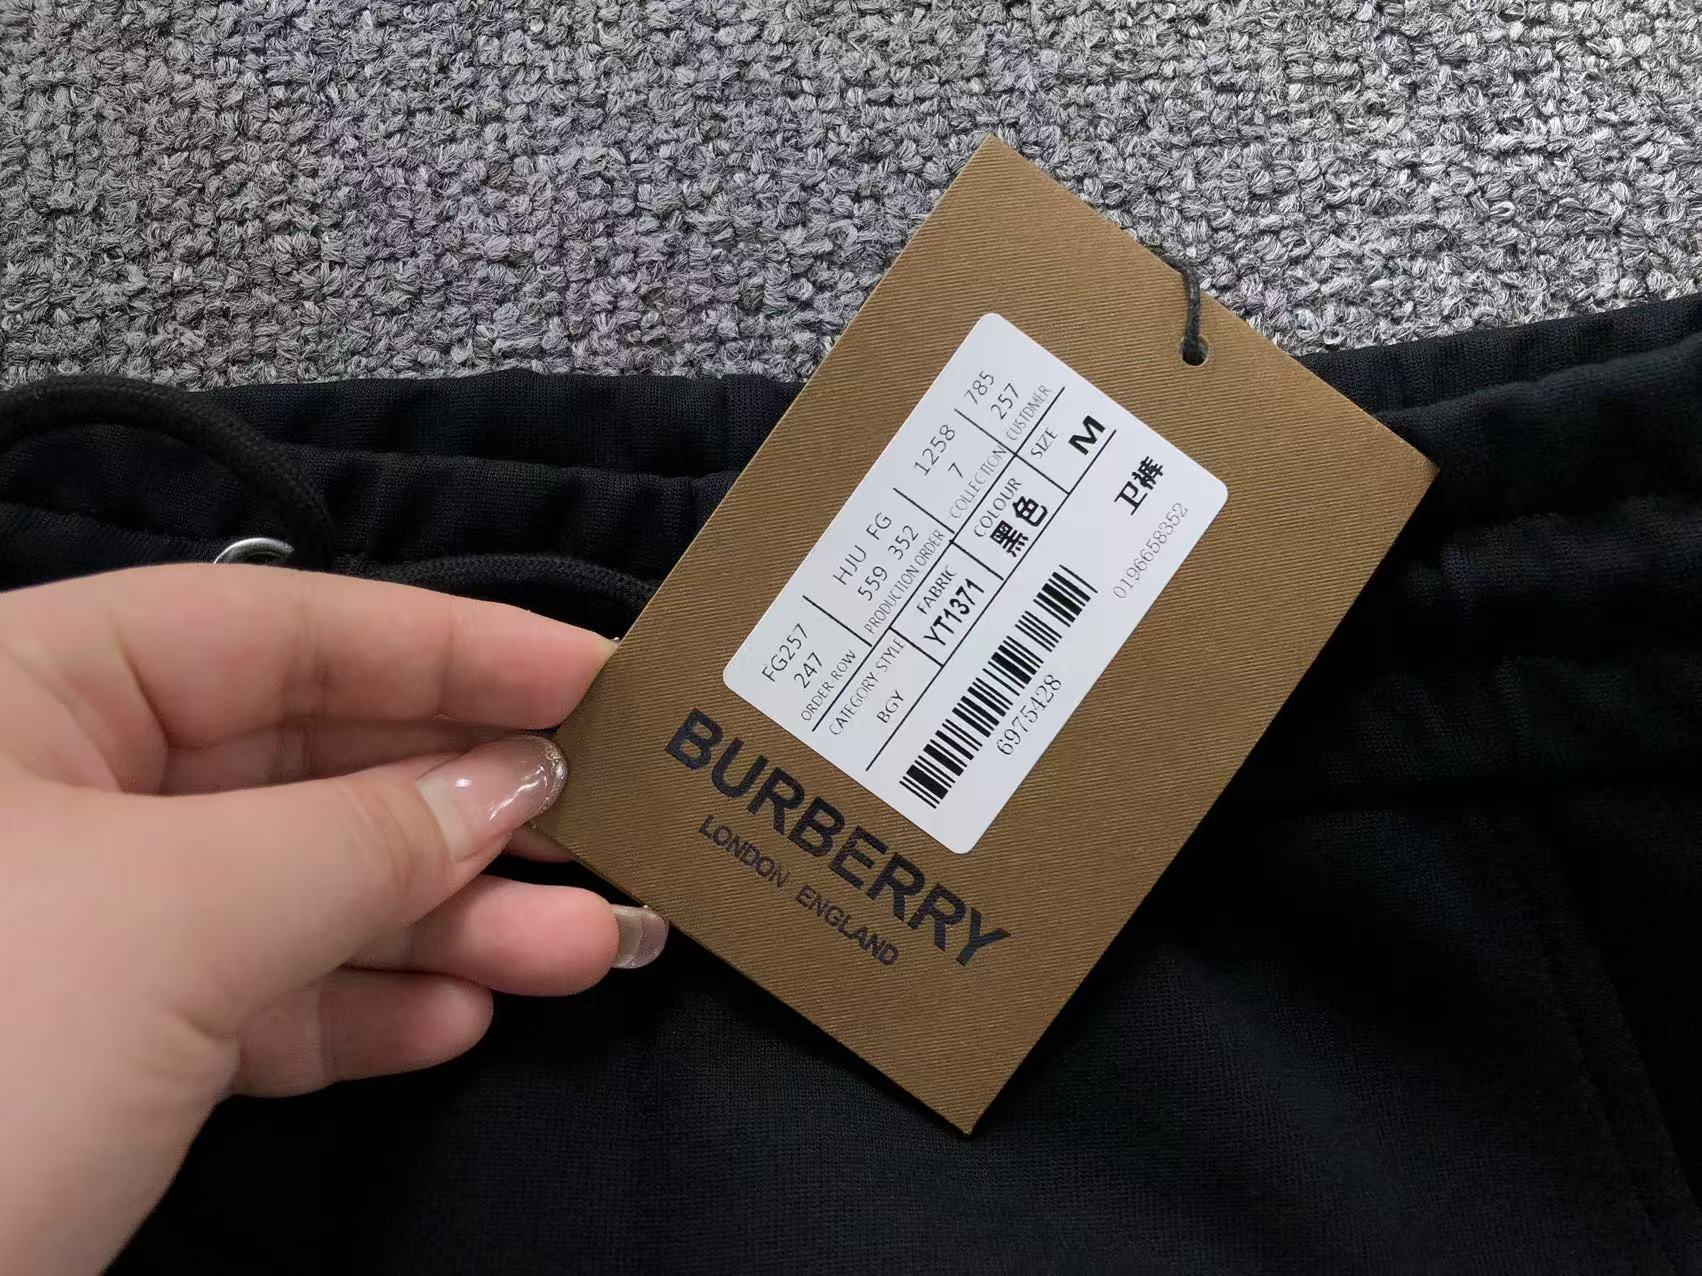 FG257
247
ORDER ROW
HJU FG
559 352
PRODUCTION ORDER
1258
7
COLLECTION
785
257
CUSTDMER
CATEGORY STYLE
BGY
FABRIC
YT1371
COLOUR
黑色
SIZE
M
卫裤
6975428
0196658352
BURBERRY
LONDON ENGLAND